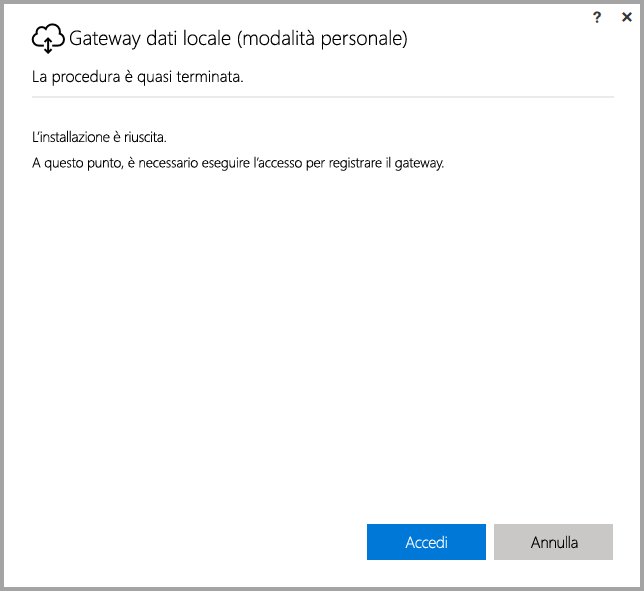 ?
×
Gateway dati locale (modalità personale)
La procedura è quasi terminata.
L'installazione è riuscita.
A questo punto, è necessario eseguire l'accesso per registrare il gateway.
Accedi
Annulla